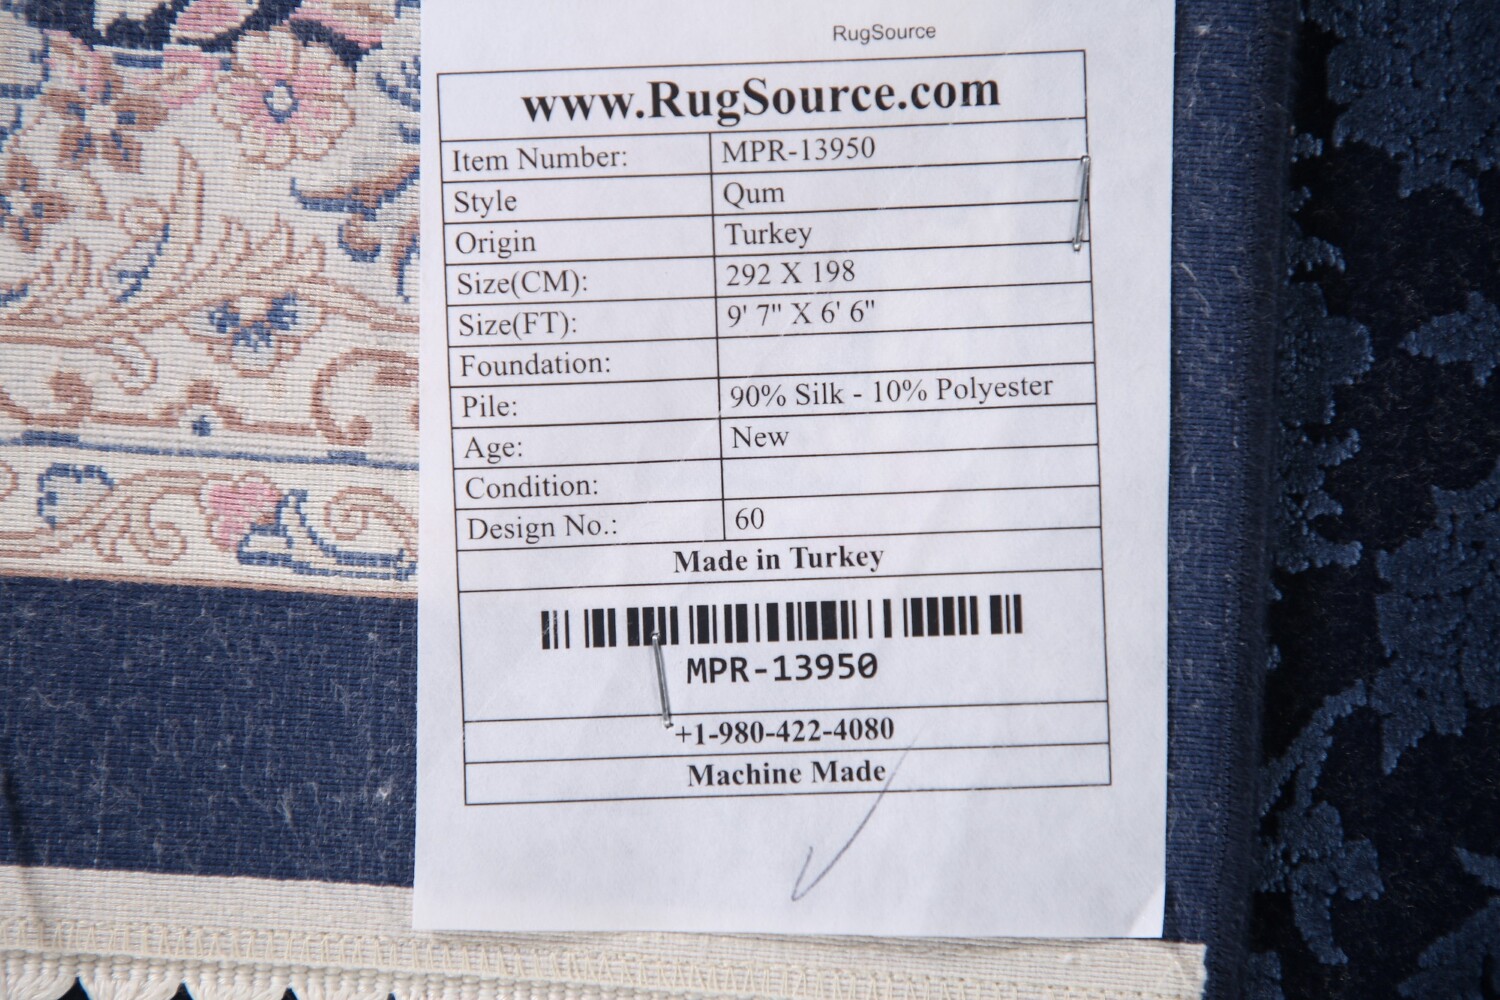 RugSource
www.RugSource.com
Item Number: MPR-13950
Style Qum
Origin Turkey
Size(CM): 292 X 198
Size(FT): 9' 7" X 6' 6"
Foundation:
Pile: 90% Silk - 10% Polyester
Age: New
Condition:
Design No.: 60
Made in Turkey
MPR-13950
+1-980-422-4080
Machine Made